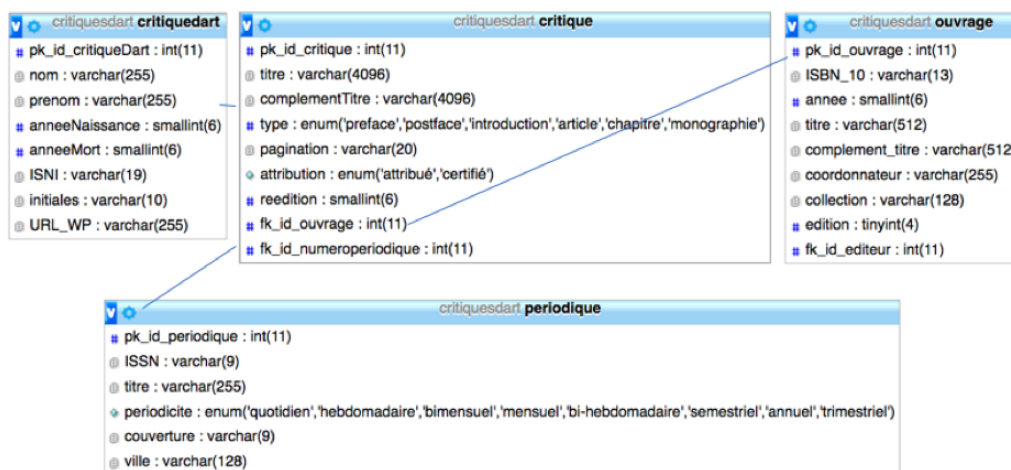 critiquesdart critiquedart
pk_id_critiqueDart : int(11)
nom : varchar(255)
prenom : varchar(255)
anneeNaissance : smallint(6)
anneeMort : smallint(6)
ISNI : varchar(19)
initiales : varchar(10)
URL_WP : varchar(255)
critiquesdart critique
pk_id_critique : int(11)
titre : varchar(4096)
complementTitre : varchar(4096)
type : enum('preface','postface','introduction','article','chapitre','monographie')
pagination : varchar(20)
attribution : enum('attribué','certifié')
reedition : smallint(6)
fk_id_ouvrage : int(11)
fk_id_numeroperiodique : int(11)
critiquesdart ouvrage
pk_id_ouvrage : int(11)
ISBN_10 : varchar(13)
annee : smallint(6)
titre : varchar(512)
complement_titre : varchar(512
coordonnateur : varchar(255)
collection : varchar(128)
edition : tinyint(4)
fk_id_editeur : int(11)
critiquesdart periodique
pk_id_periodique : int(11)
ISSN : varchar(9)
titre : varchar(255)
periodicite : enum('quotidien','hebdomadaire','bimensuel','mensuel','bi-hebdomadaire','semestriel','annuel','trimestriel')
couverture : varchar(9)
ville : varchar(128)